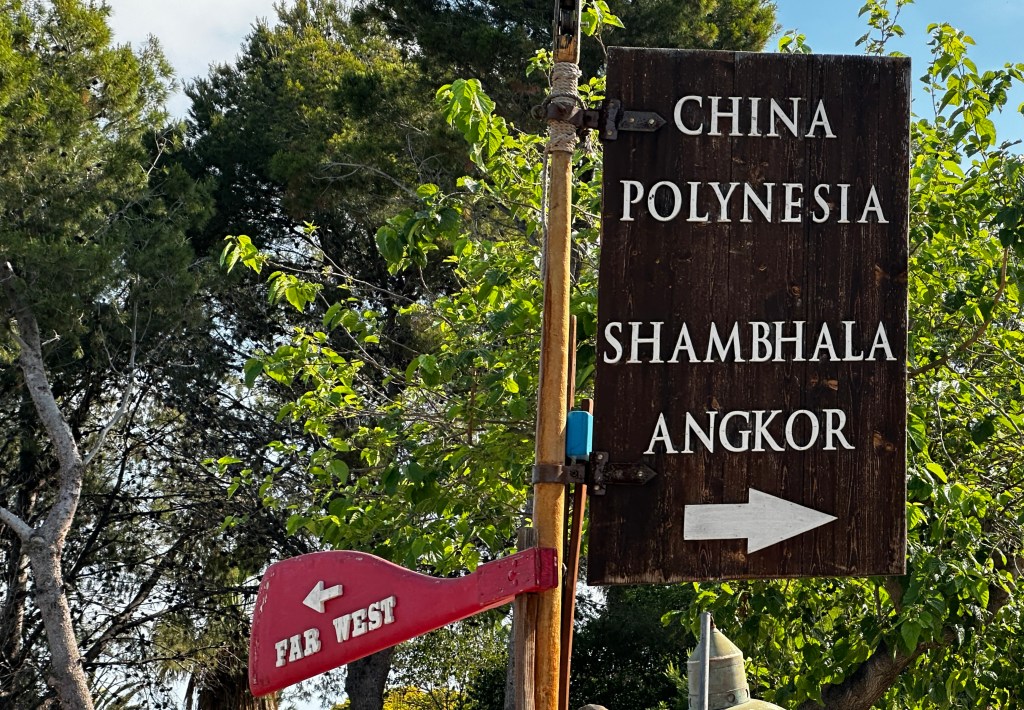 CHINA
POLYNESIA
SHAMBHALA
ANGKOR
FAR WEST